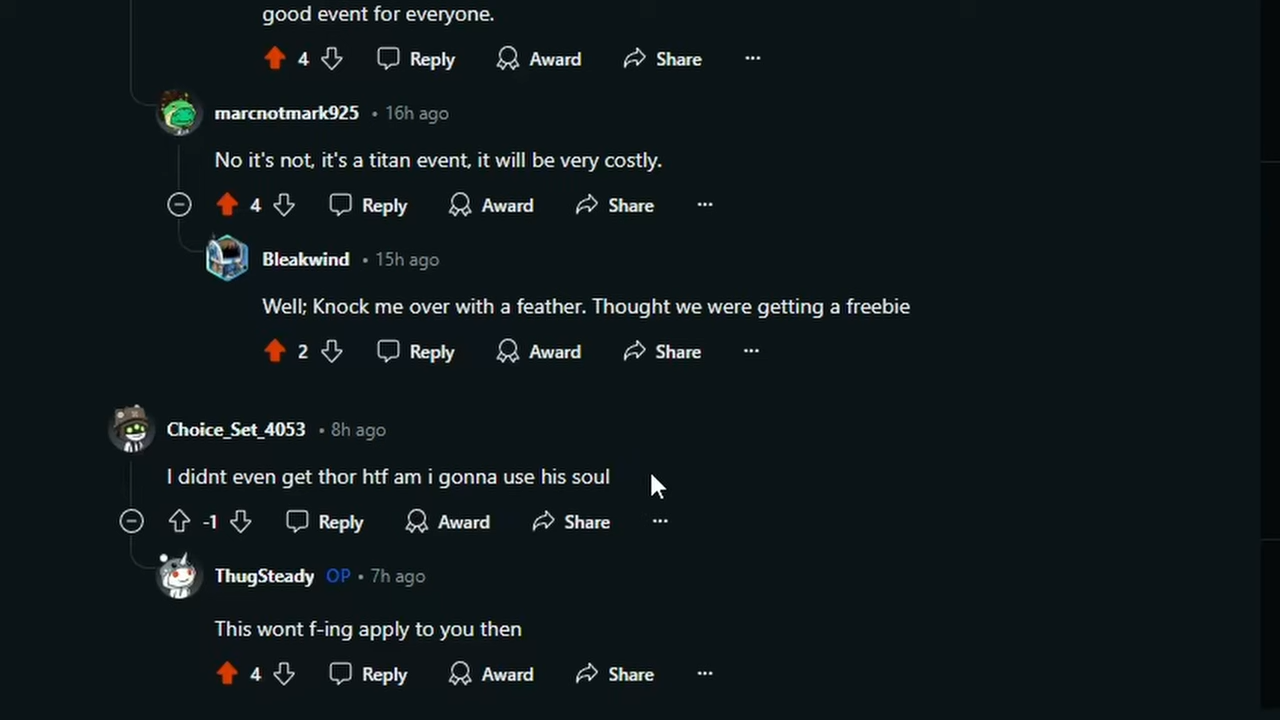 good event for everyone.
4 Reply Award Share ...
marcnotmark925 • 16h ago
No it's not, it's a titan event, it will be very costly.
4 Reply Award Share ...
Bleakwind • 15h ago
Well; Knock me over with a feather. Thought we were getting a freebie
2 Reply Award Share ...
Choice_Set_4053 • 8h ago
I didnt even get thor htf am i gonna use his soul
-1 Reply Award Share ...
ThugSteady OP • 7h ago
This wont f-ing apply to you then
4 Reply Award Share ...